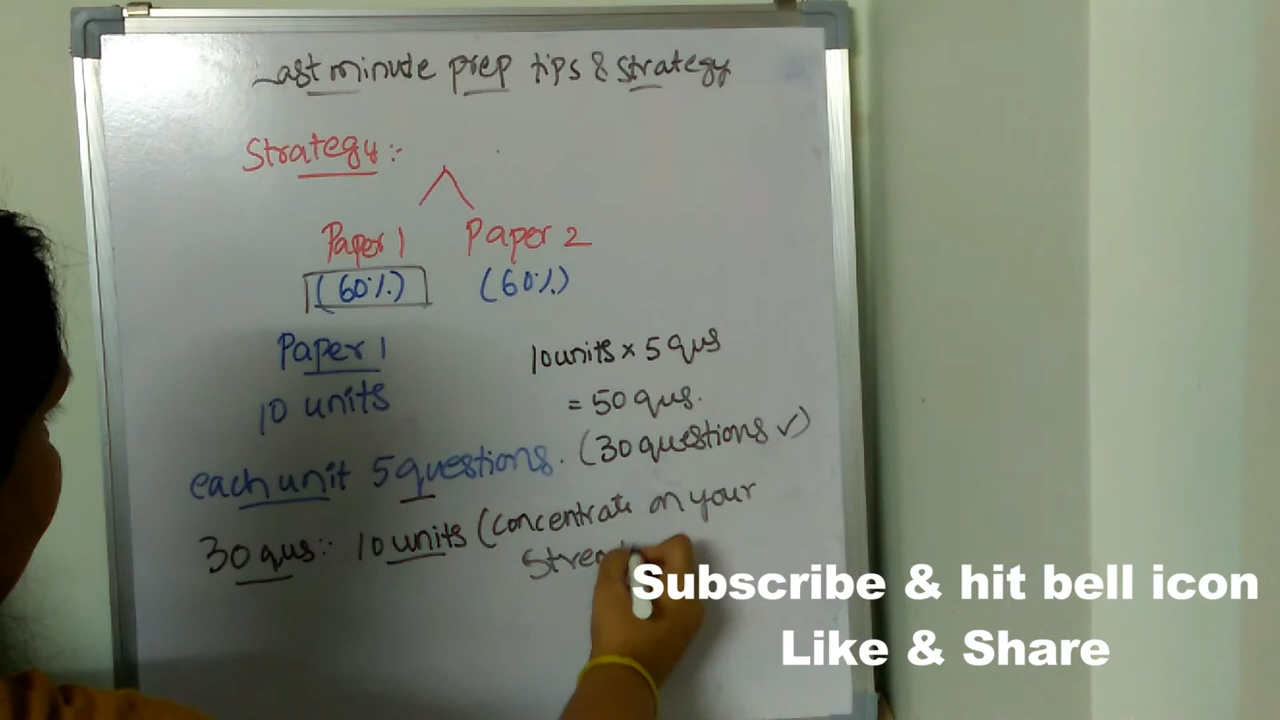 Last minute prep tips & strategy
Strategy:-
Paper 1 Paper 2
(60%) (60%)
Paper 1
10 units
10 units × 5 qus
= 50 qus.
each unit 5 questions. (30 questions ✓)
30 qus:- 10 units (concentrate on your
Subscribe & hit bell icon
Like & Share